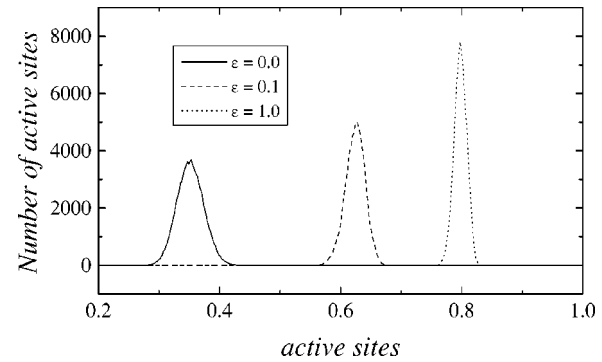 8000
6000
4000
2000
0
Number of active sites
ε = 0.0
ε = 0.1
ε = 1.0
0.2 0.4 0.6 0.8 1.0
active sites